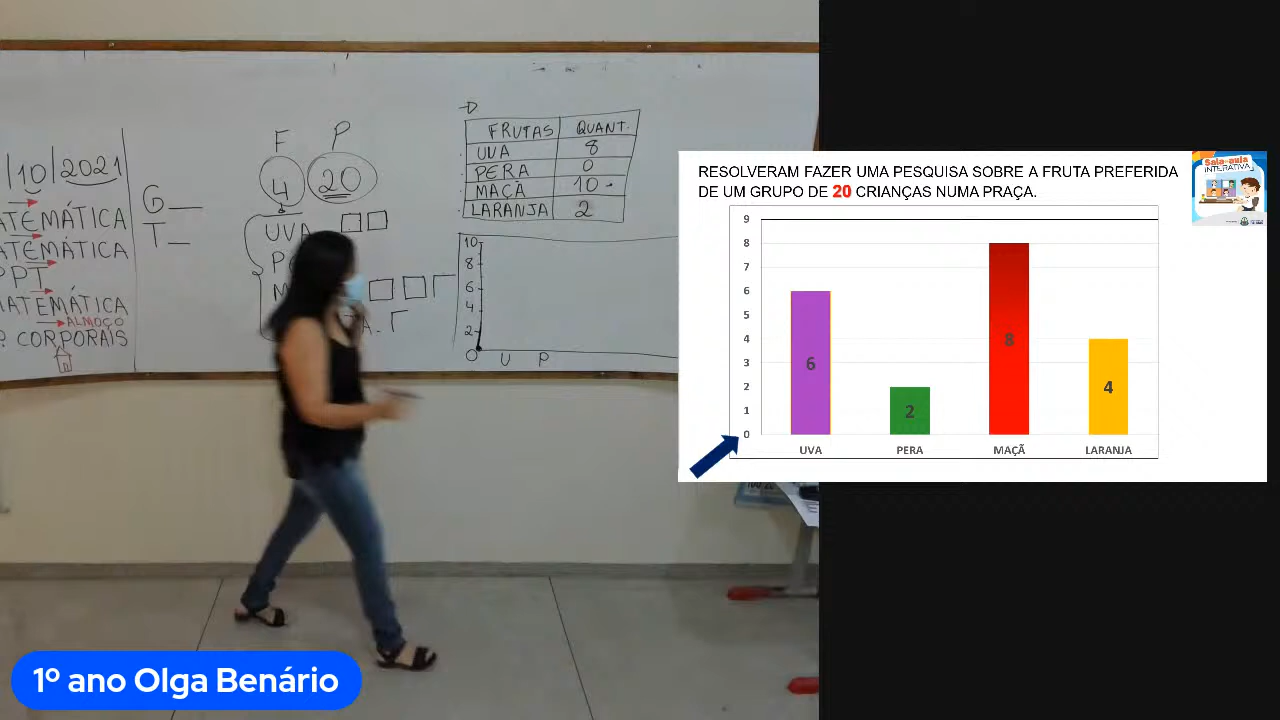 |10|2021
ATEMÁTICA
ATEMÁTICA
PPT
MATEMÁTICA
ALMOÇO
CORPORAIS
G
T
F P
4 20
UVA
FRUTAS QUANT.
UVA 8
PERA 0
MAÇÃ 10
LARANJA 2
10
8
6
4
2
0
U P
RESOLVERAM FAZER UMA PESQUISA SOBRE A FRUTA PREFERIDA
DE UM GRUPO DE 20 CRIANÇAS NUMA PRAÇA.
Sala de aula
INTERATIVA
9
8
7
6
5
4
3
2
1
0
6
2
8
4
UVA PERA MAÇÃ LARANJA
1º ano Olga Benário